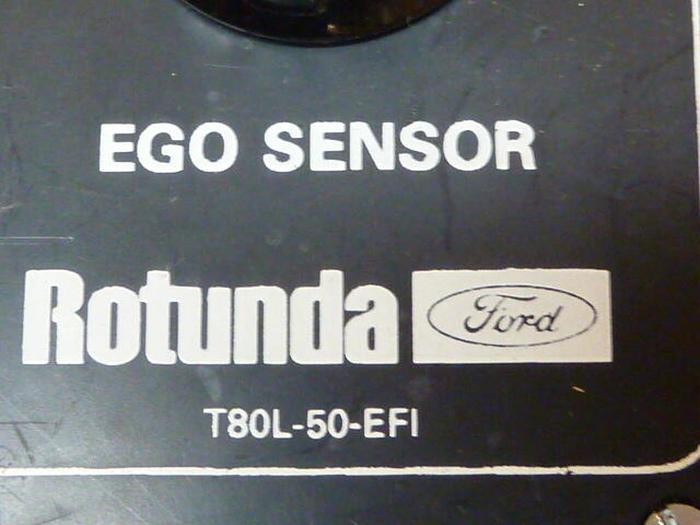 EGO SENSOR
Rotunda Ford
T80L-50-EFI